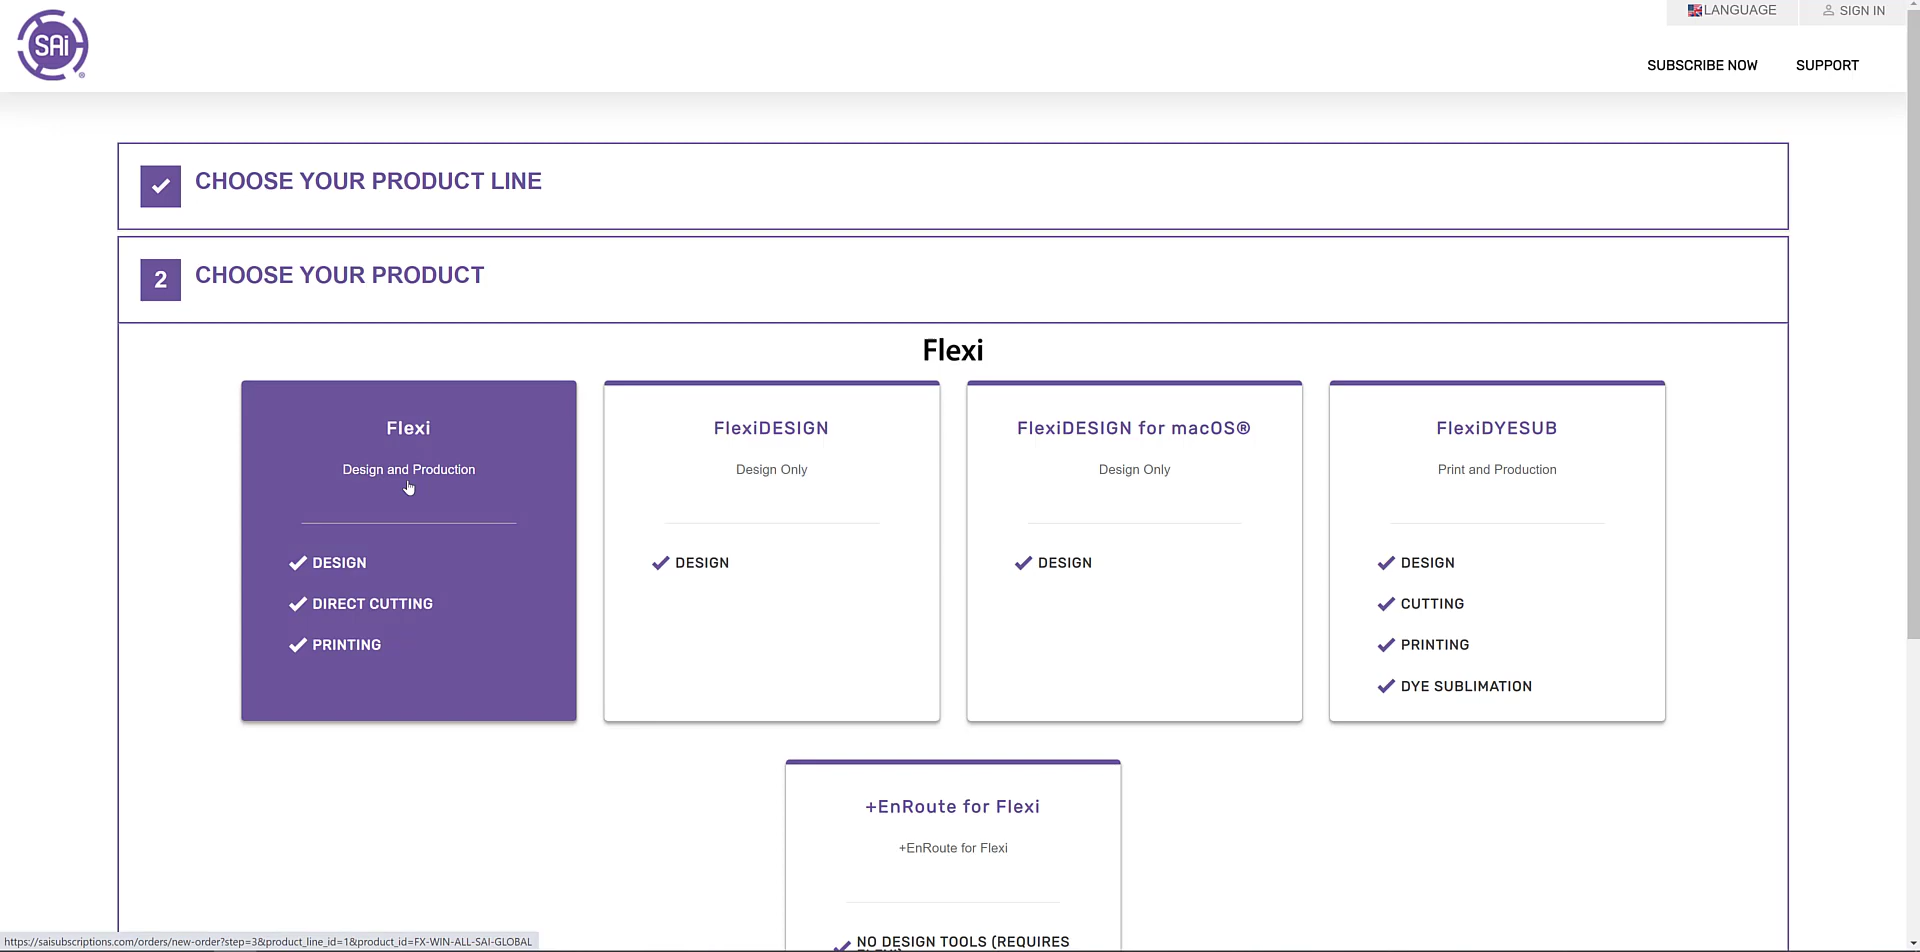 LANGUAGE
SIGN IN
SAi
®
SUBSCRIBE NOW
SUPPORT
CHOOSE YOUR PRODUCT LINE
2
CHOOSE YOUR PRODUCT
Flexi
Flexi
Design and Production
DESIGN
DIRECT CUTTING
PRINTING
FlexiDESIGN
Design Only
DESIGN
FlexiDESIGN for macOS®
Design Only
DESIGN
FlexiDYESUB
Print and Production
DESIGN
CUTTING
PRINTING
DYE SUBLIMATION
+EnRoute for Flexi
+EnRoute for Flexi
NO DESIGN TOOLS (REQUIRES
https://saisubscriptions.com/orders/new-order?step=3&product_line_id=1&product_id=FX-WIN-ALL-SAI-GLOBAL